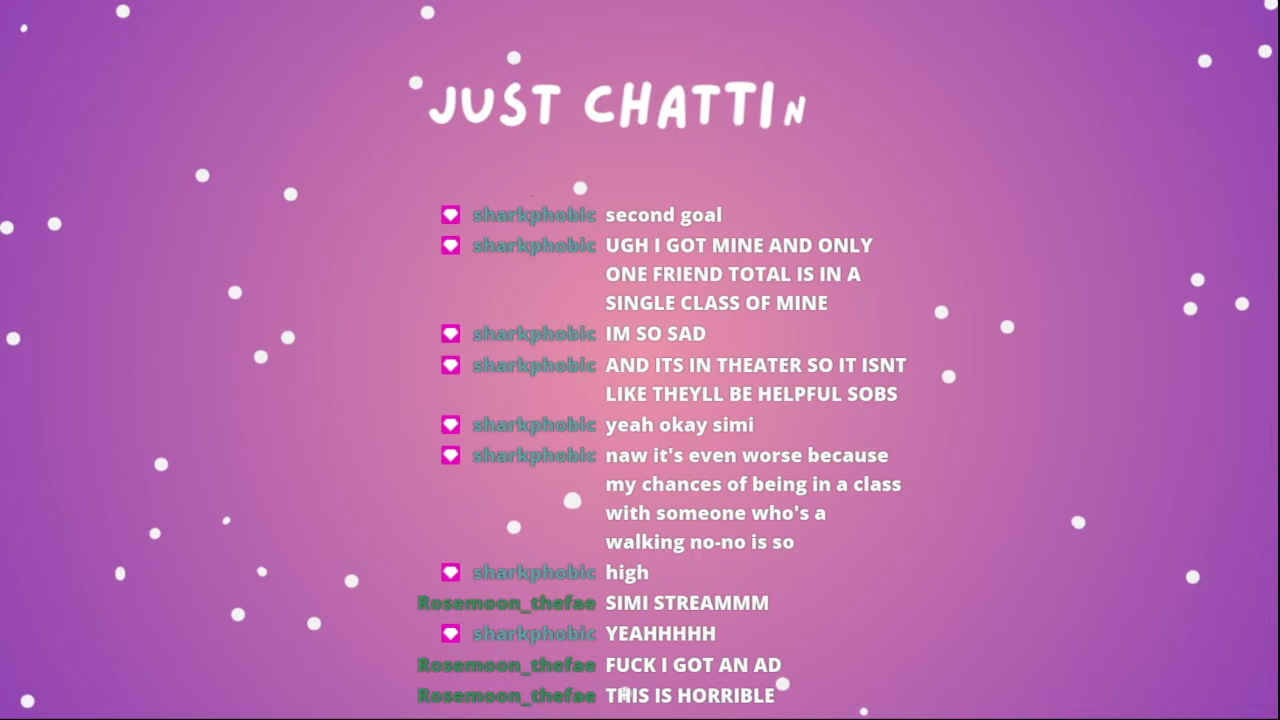 JUST CHATTIN
sharkphobic second goal
sharkphobic UGH I GOT MINE AND ONLY
ONE FRIEND TOTAL IS IN A
SINGLE CLASS OF MINE
sharkphobic IM SO SAD
sharkphobic AND ITS IN THEATER SO IT ISNT
LIKE THEYLL BE HELPFUL SOBS
sharkphobic yeah okay simi
sharkphobic naw it's even worse because
my chances of being in a class
with someone who's a
walking no-no is so
sharkphobic high
Rosemoon_thefae SIMI STREAMMM
sharkphobic YEAHHHHH
Rosemoon_thefae FUCK I GOT AN AD
Rosemoon_thefae THIS IS HORRIBLE